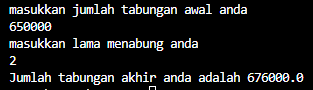 masukkan jumlah tabungan awal anda
650000
masukkan lama menabung anda
2
Jumlah tabungan akhir anda adalah 676000.0